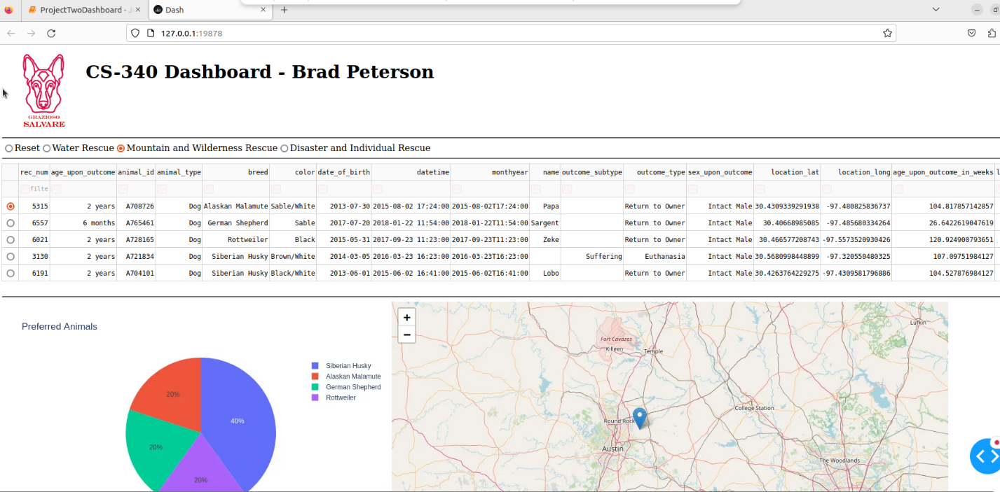 ProjectTwoDashboard - J
Dash
127.0.0.1:19878
GRAZIOSO
SALVARE
CS-340 Dashboard - Brad Peterson
Reset Water Rescue Mountain and Wilderness Rescue Disaster and Individual Rescue
rec_num age_upon_outcome animal_id animal_type breed color date_of_birth datetime monthyear name outcome_subtype outcome_type sex_upon_outcome location_lat location_long age_upon_outcome_in_weeks l
filte
5315 2 years A708726 Dog Alaskan Malamute Sable/White 2013-07-30 2015-08-02 17:24:00 2015-08-02T17:24:00 Papa Return to Owner Intact Male 30.4309339291938 -97.480825836737 104.817857142857
6557 6 months A765461 Dog German Shepherd Sable 2017-07-20 2018-01-22 11:54:00 2018-01-22T11:54:00 Sargent Return to Owner Intact Male 30.40668985085 -97.485680334264 26.6422619047619
6021 2 years A728165 Dog Rottweiler Black 2015-05-31 2017-09-23 11:23:00 2017-09-23T11:23:00 Zeke Return to Owner Intact Male 30.466577208743 -97.5573520930426 120.924900793651
3130 2 years A721834 Dog Siberian Husky Brown/White 2014-03-05 2016-03-23 16:23:00 2016-03-23T16:23:00 Suffering Euthanasia Intact Male 30.5680998448899 -97.320550480325 107.09751984127
6191 2 years A704101 Dog Siberian Husky Black/White 2013-06-01 2015-06-02 16:41:00 2015-06-02T16:41:00 Lobo Return to Owner Intact Male 30.4263764229275 -97.4309581796886 104.527876984127
Preferred Animals
40%
20%
20%
20%
Siberian Husky
Alaskan Malamute
German Shepherd
Rottweiler
+
−
Lufkin
Fort Cavazos
Killeen
Temple
College Station
Round Rock
Austin
The Woodlands